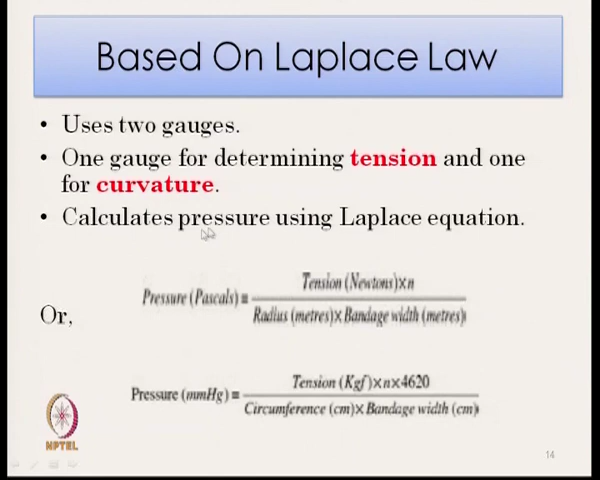 Based On Laplace Law
• Uses two gauges.
• One gauge for determining tension and one
for curvature.
• Calculates pressure using Laplace equation.
Pressure (Pascals) = Tension (Newtons)×n / Radius (metres)× Bandage width (metres)
Or,
Pressure (mmHg) = Tension (Kgf)×n×4620 / Circumference (cm)× Bandage width (cm)
NPTEL
14